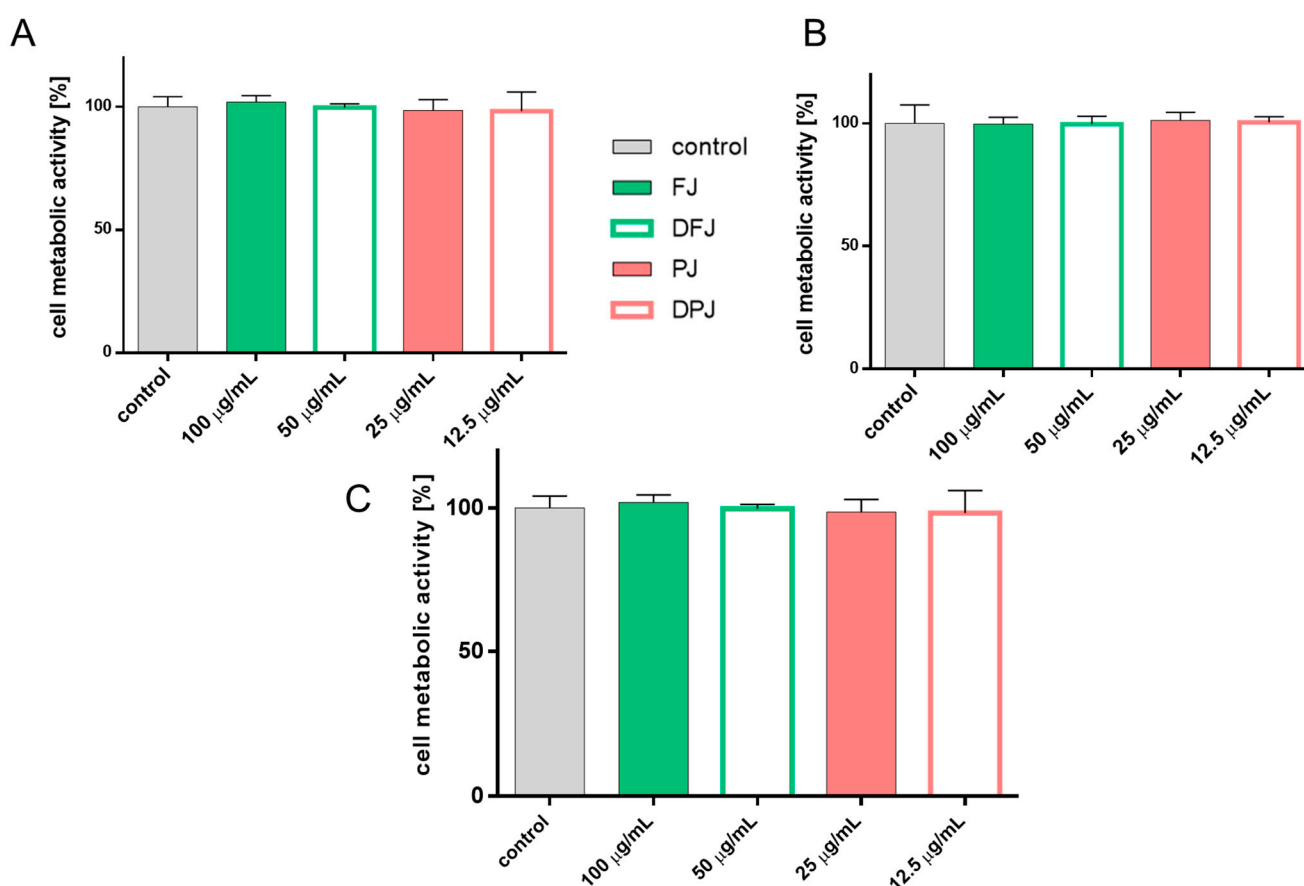 A
cell metabolic activity [%]
100
50
0
control
100 μg/mL
50 μg/mL
25 μg/mL
12.5 μg/mL
control
FJ
DFJ
PJ
DPJ
B
cell metabolic activity [%]
100
50
0
control
100 μg/mL
50 μg/mL
25 μg/mL
12.5 μg/mL
C
cell metabolic activity [%]
100
50
0
control
100 μg/mL
50 μg/mL
25 μg/mL
12.5 μg/mL